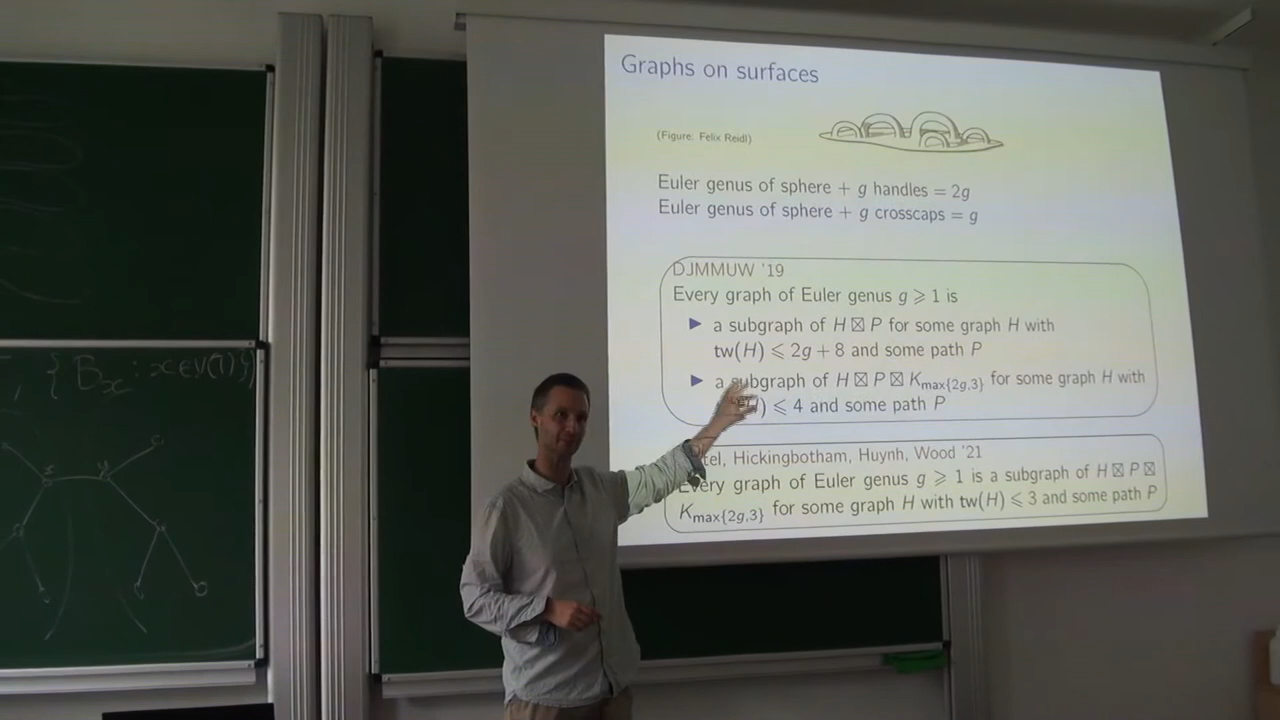 Graphs on surfaces
(Figure: Felix Reidl)
Euler genus of sphere + g handles = 2g
Euler genus of sphere + g crosscaps = g
DJMMUW '19
Every graph of Euler genus g ⩾ 1 is
▶ a subgraph of H ⊠ P for some graph H with
tw(H) ⩽ 2g + 8 and some path P
▶ a subgraph of H ⊠ P ⊠ K_max{2g,3} for some graph H with
) ⩽ 4 and some path P
tel, Hickingbotham, Huynh, Wood '21
Every graph of Euler genus g ⩾ 1 is a subgraph of H ⊠ P ⊠
K_max{2g,3} for some graph H with tw(H) ⩽ 3 and some path P
{ B_x : x ∈ V(T) }
x y